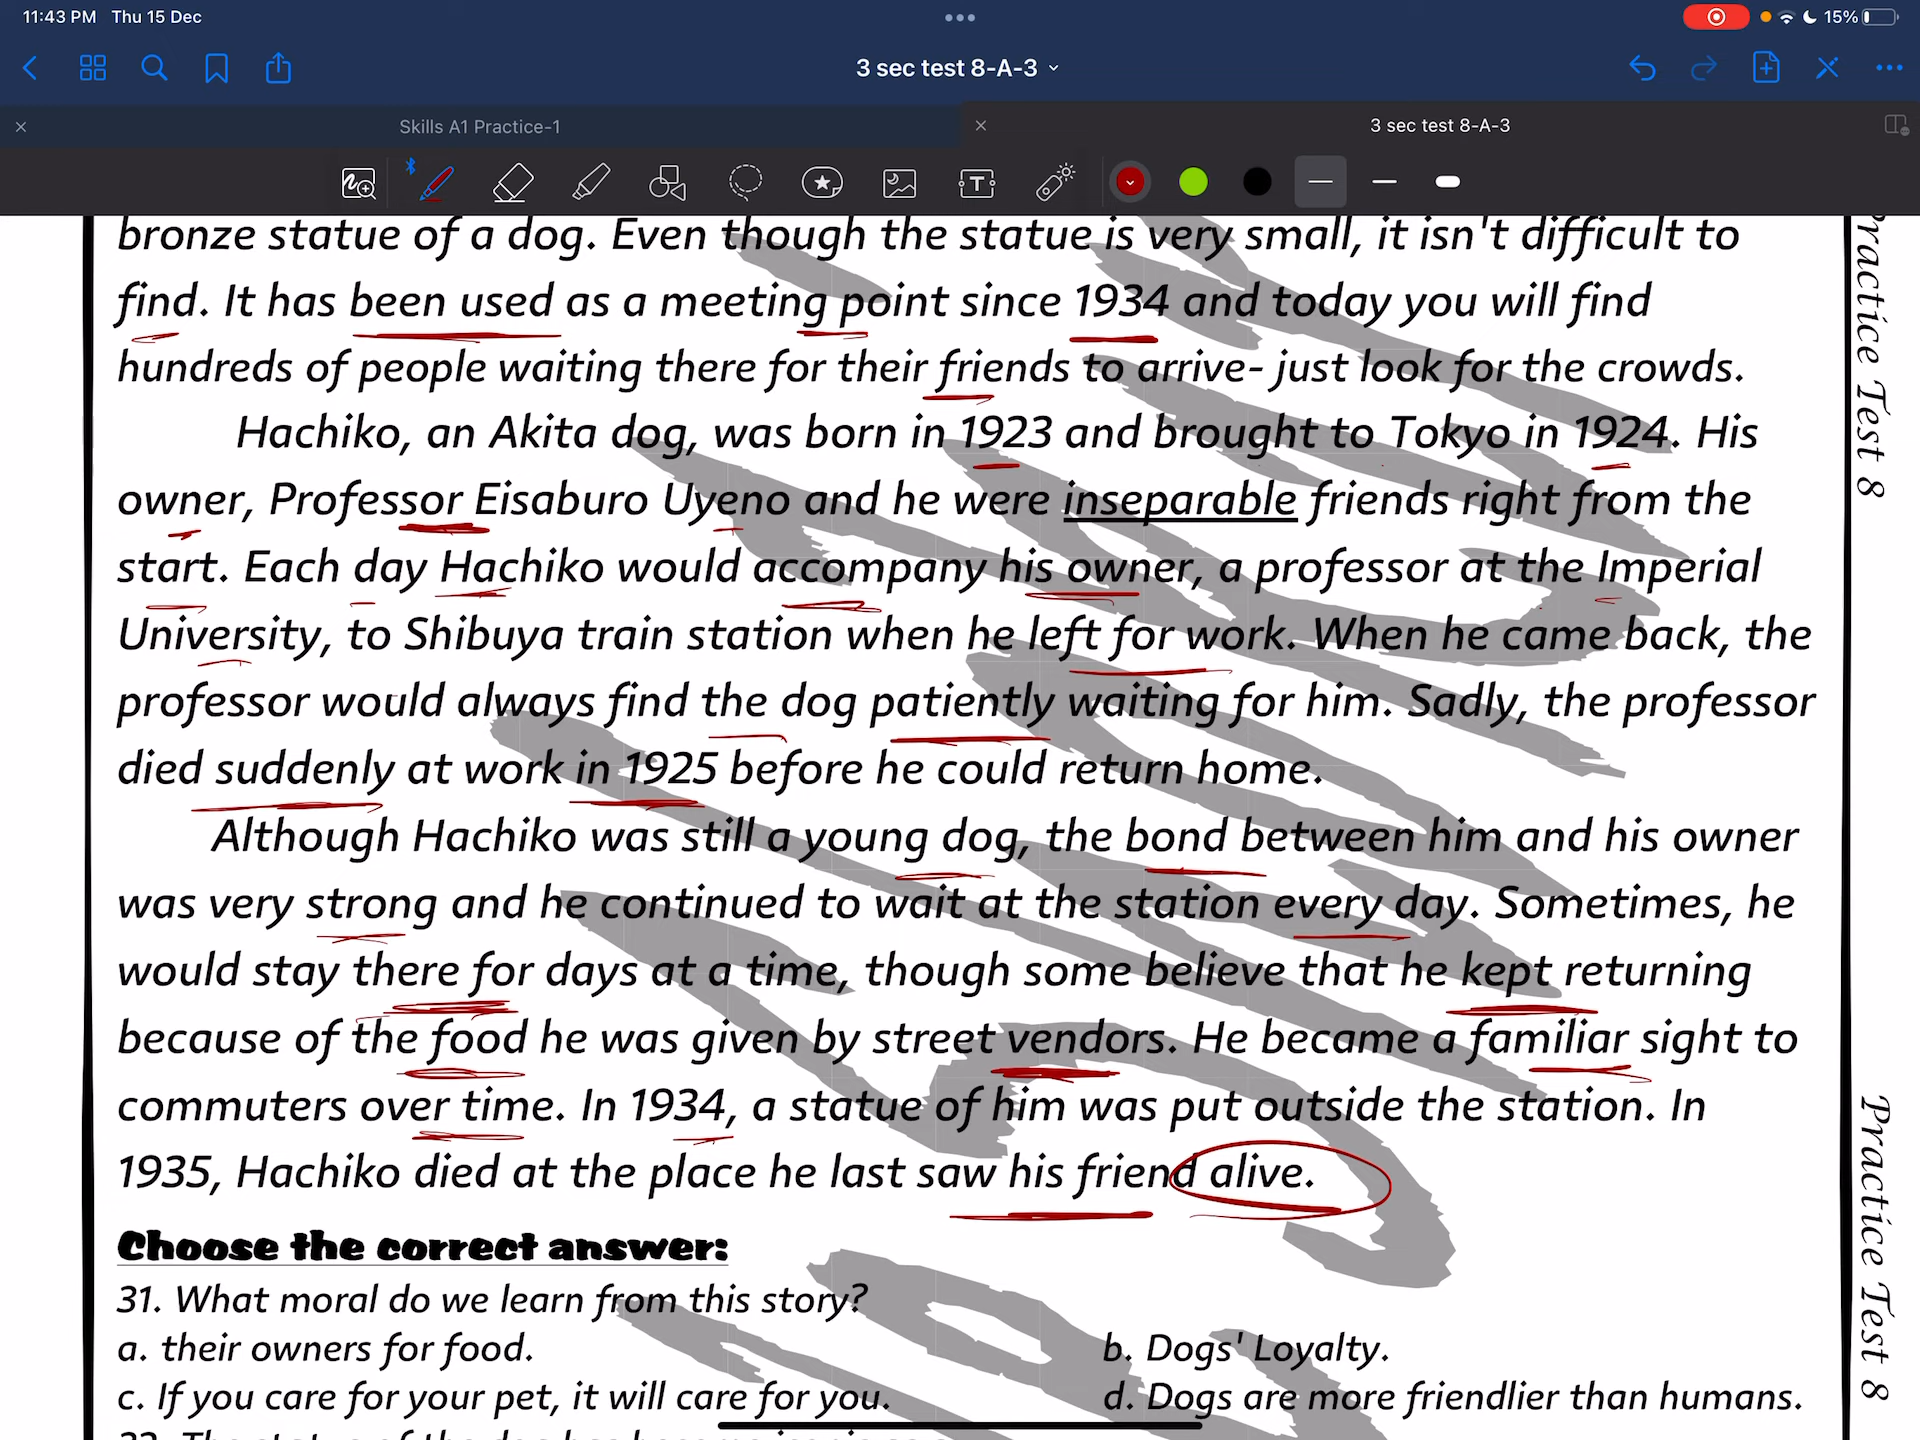 11:43 PM Thu 15 Dec
15%
3 sec test 8-A-3
Skills A1 Practice-1
3 sec test 8-A-3
bronze statue of a dog. Even though the statue is very small, it isn't difficult to
find. It has been used as a meeting point since 1934 and today you will find
hundreds of people waiting there for their friends to arrive- just look for the crowds.
Hachiko, an Akita dog, was born in 1923 and brought to Tokyo in 1924. His
owner, Professor Eisaburo Uyeno and he were inseparable friends right from the
start. Each day Hachiko would accompany his owner, a professor at the Imperial
University, to Shibuya train station when he left for work. When he came back, the
professor would always find the dog patiently waiting for him. Sadly, the professor
died suddenly at work in 1925 before he could return home.
Although Hachiko was still a young dog, the bond between him and his owner
was very strong and he continued to wait at the station every day. Sometimes, he
would stay there for days at a time, though some believe that he kept returning
because of the food he was given by street vendors. He became a familiar sight to
commuters over time. In 1934, a statue of him was put outside the station. In
1935, Hachiko died at the place he last saw his friend alive.
Choose the correct answer:
31. What moral do we learn from this story?
a. their owners for food.
b. Dogs' Loyalty.
c. If you care for your pet, it will care for you.
d. Dogs are more friendlier than humans.
Practice Test 8
Practice Test 8